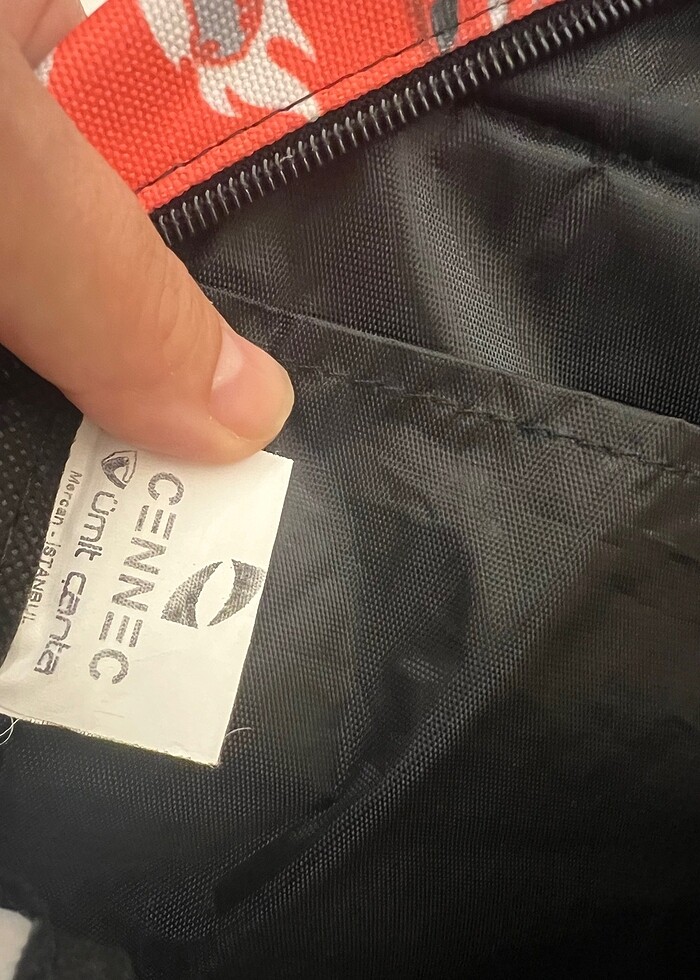 CENNEC
ümit çanta
Mercan - İSTANBUL